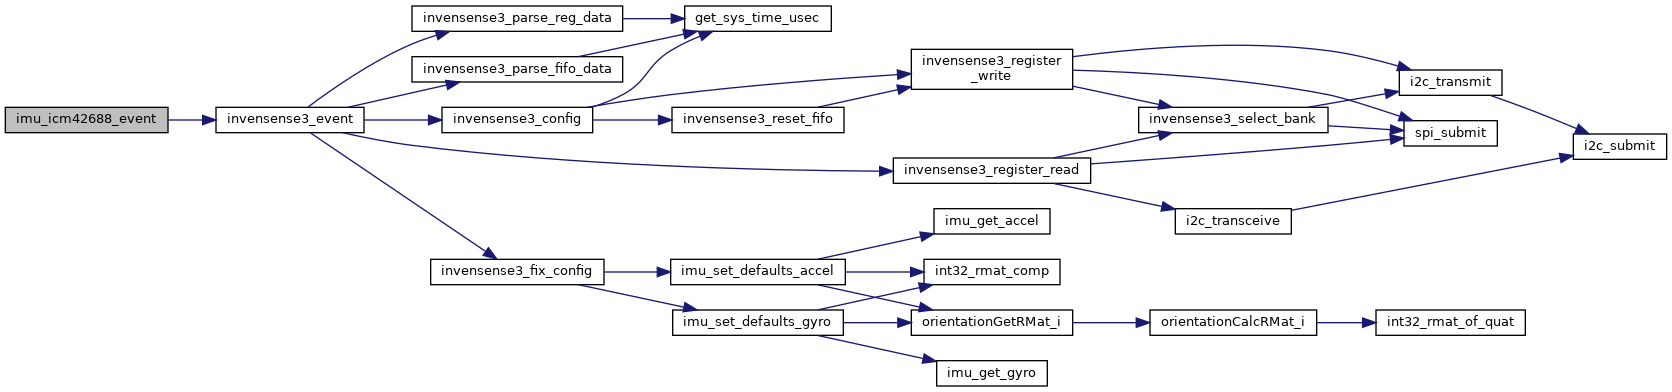 imu_icm42688_event
invensense3_event
invensense3_parse_reg_data
get_sys_time_usec
invensense3_parse_fifo_data
invensense3_config
invensense3_reset_fifo
invensense3_register
_write
invensense3_select_bank
i2c_transmit
spi_submit
i2c_submit
invensense3_register_read
i2c_transceive
invensense3_fix_config
imu_set_defaults_accel
imu_get_accel
int32_rmat_comp
imu_set_defaults_gyro
orientationGetRMat_i
orientationCalcRMat_i
int32_rmat_of_quat
imu_get_gyro